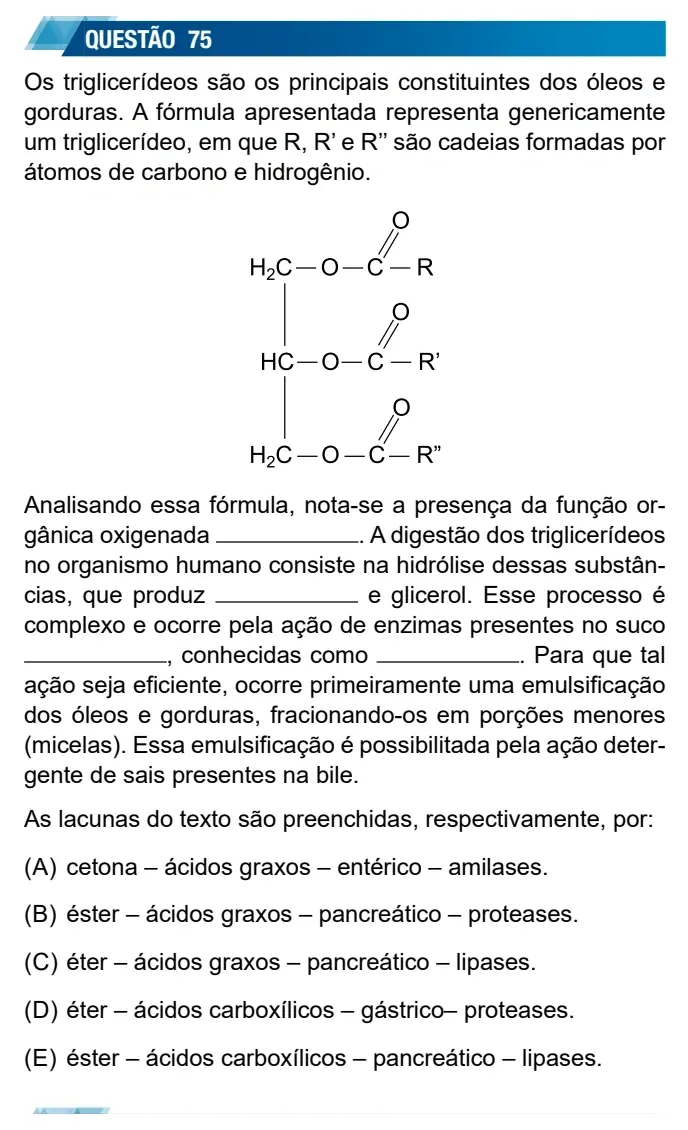 QUESTÃO 75
Os triglicerídeos são os principais constituintes dos óleos e
gorduras. A fórmula apresentada representa genericamente
um triglicerídeo, em que R, R’ e R’’ são cadeias formadas por
átomos de carbono e hidrogênio.
O
H₂C — O — C — R
O
HC — O — C — R’
O
H₂C — O — C — R”
Analisando essa fórmula, nota-se a presença da função or-
gânica oxigenada ____________. A digestão dos triglicerídeos
no organismo humano consiste na hidrólise dessas substân-
cias, que produz ____________ e glicerol. Esse processo é
complexo e ocorre pela ação de enzimas presentes no suco
____________, conhecidas como ____________. Para que tal
ação seja eficiente, ocorre primeiramente uma emulsificação
dos óleos e gorduras, fracionando-os em porções menores
(micelas). Essa emulsificação é possibilitada pela ação deter-
gente de sais presentes na bile.
As lacunas do texto são preenchidas, respectivamente, por:
(A) cetona – ácidos graxos – entérico – amilases.
(B) éster – ácidos graxos – pancreático – proteases.
(C) éter – ácidos graxos – pancreático – lipases.
(D) éter – ácidos carboxílicos – gástrico– proteases.
(E) éster – ácidos carboxílicos – pancreático – lipases.